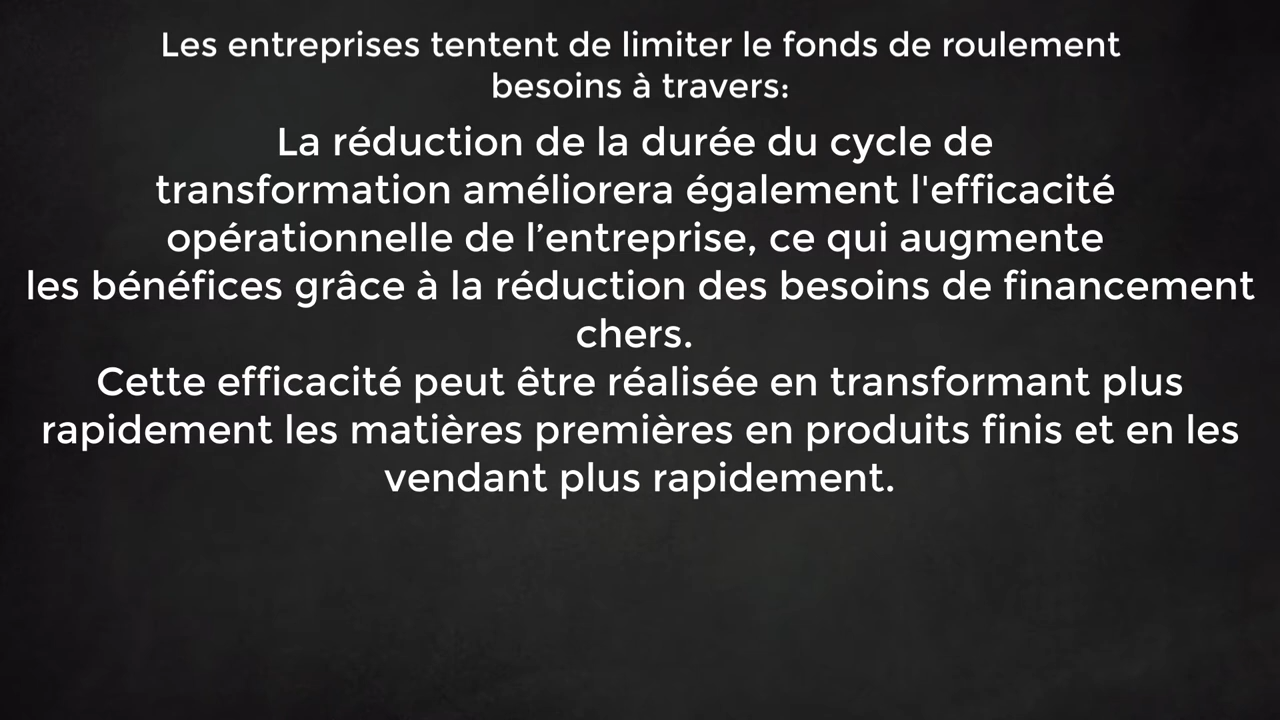 Les entreprises tentent de limiter le fonds de roulement
besoins à travers:
La réduction de la durée du cycle de
transformation améliorera également l'efficacité
opérationnelle de l’entreprise, ce qui augmente
les bénéfices grâce à la réduction des besoins de financement
chers.
Cette efficacité peut être réalisée en transformant plus
rapidement les matières premières en produits finis et en les
vendant plus rapidement.